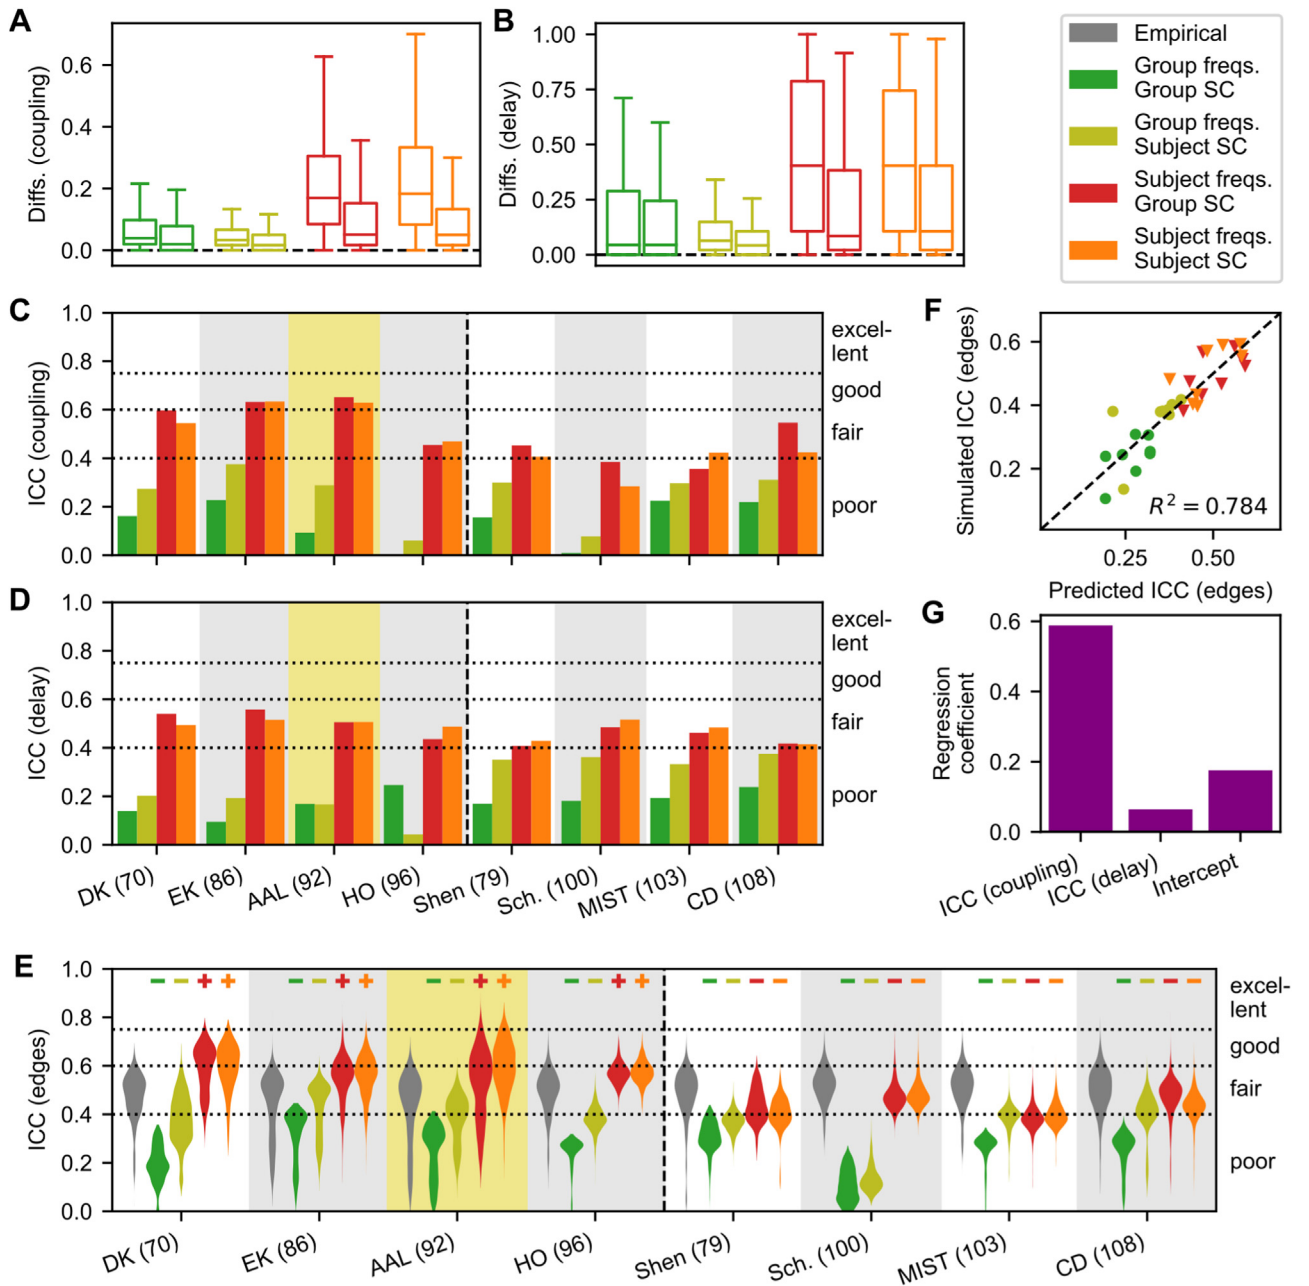 A
Diffs. (coupling)
0.6
0.4
0.2
0.0
B
Diffs. (delay)
1.00
0.75
0.50
0.25
0.00
Empirical
Group freqs.
Group SC
Group freqs.
Subject SC
Subject freqs.
Group SC
Subject freqs.
Subject SC
C
ICC (coupling)
1.0
0.8
0.6
0.4
0.2
0.0
excel-
lent
good
fair
poor
D
ICC (delay)
1.0
0.8
0.6
0.4
0.2
0.0
excel-
lent
good
fair
poor
DK (70)
EK (86)
AAL (92)
HO (96)
Shen (79)
Sch. (100)
MIST (103)
CD (108)
F
Simulated ICC (edges)
0.6
0.4
0.2
R² = 0.784
0.25
0.50
Predicted ICC (edges)
G
Regression
coefficient
0.6
0.4
0.2
0.0
ICC (coupling)
ICC (delay)
Intercept
E
ICC (edges)
1.0
0.8
0.6
0.4
0.2
0.0
excel-
lent
good
fair
poor
DK (70)
EK (86)
AAL (92)
HO (96)
Shen (79)
Sch. (100)
MIST (103)
CD (108)